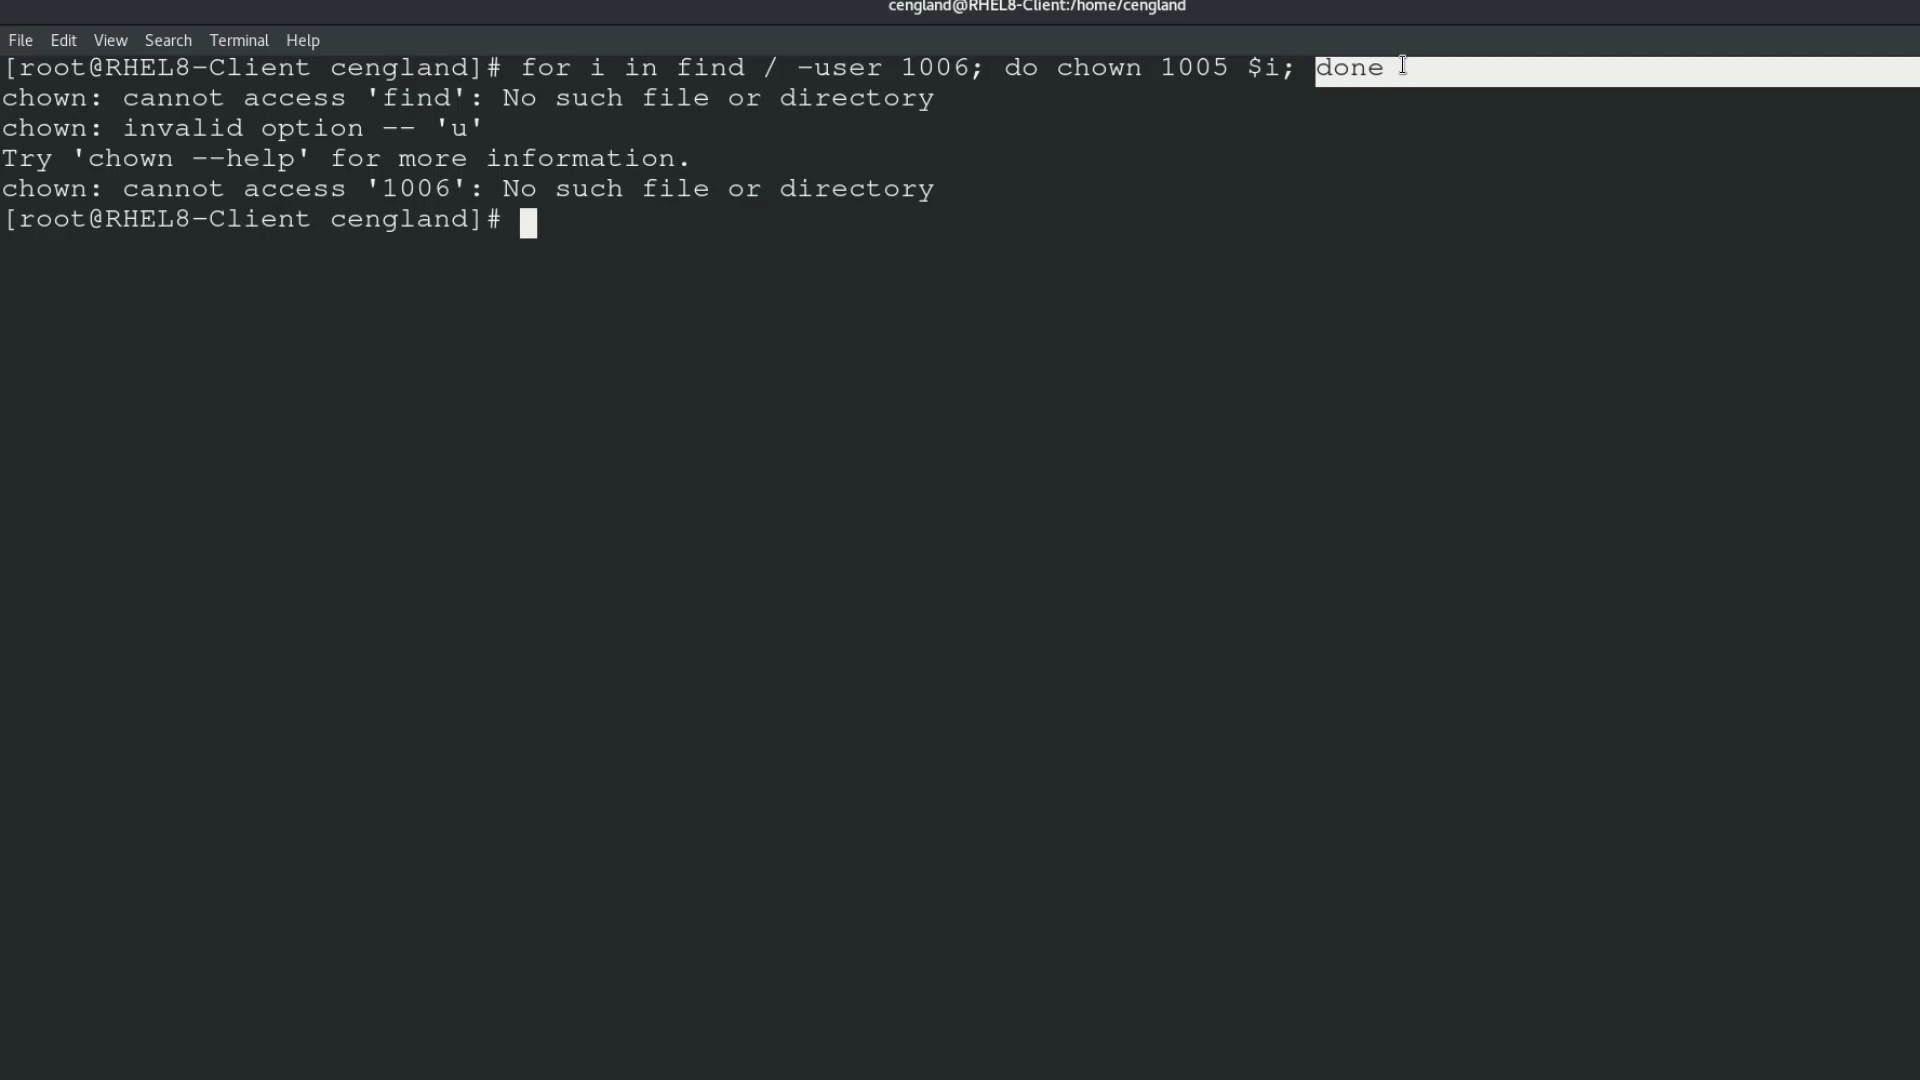 cengland@RHEL8-Client:/home/cengland
File Edit View Search Terminal Help
[root@RHEL8-Client cengland]# for i in find / -user 1006; do chown 1005 $i; done
chown: cannot access 'find': No such file or directory
chown: invalid option -- 'u'
Try 'chown --help' for more information.
chown: cannot access '1006': No such file or directory
[root@RHEL8-Client cengland]#